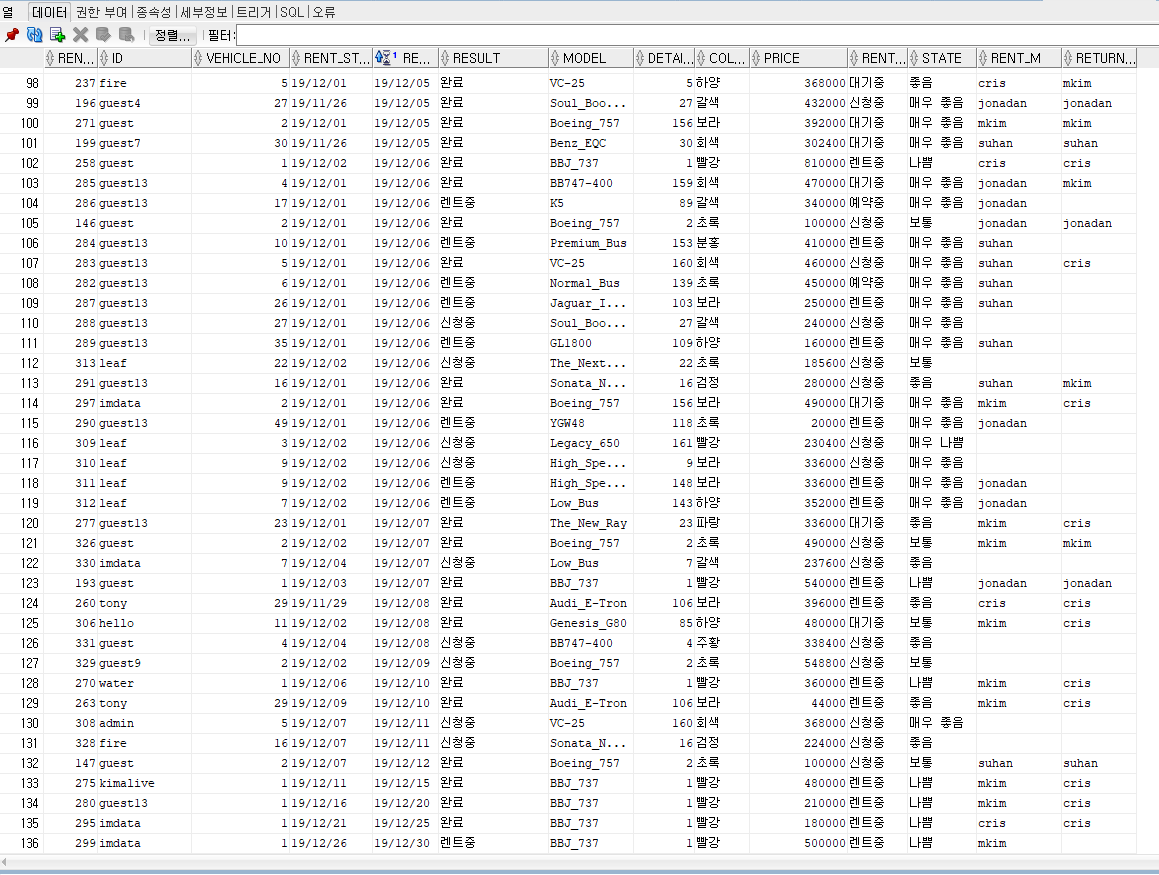 열 데이터 권한 부여 | 종속성 | 세부정보 | 트리거 | SQL | 오류
정렬... 필터:
REN... ID VEHICLE_NO RENT_ST... 1 RE... RESULT MODEL DETAI... COL... PRICE RENT... STATE RENT_M RETURN...
98 237 fire 5 19/12/01 19/12/05 완료 VC-25 5 하양 368000 대기중 좋음 cris mkim
99 196 guest4 27 19/11/26 19/12/05 완료 Soul_Boo... 27 갈색 432000 신청중 매우 좋음 jonadan jonadan
100 271 guest 2 19/12/01 19/12/05 완료 Boeing_757 156 보라 392000 대기중 매우 좋음 mkim mkim
101 199 guest7 30 19/11/26 19/12/05 완료 Benz_EQC 30 회색 302400 대기중 매우 좋음 suhan suhan
102 258 guest 1 19/12/02 19/12/06 완료 BBJ_737 1 빨강 810000 렌트중 나쁨 cris cris
103 285 guest13 4 19/12/01 19/12/06 완료 BB747-400 159 회색 470000 대기중 매우 좋음 jonadan mkim
104 286 guest13 17 19/12/01 19/12/06 렌트중 K5 89 갈색 340000 예약중 매우 좋음 jonadan
105 146 guest 2 19/12/01 19/12/06 완료 Boeing_757 2 초록 100000 신청중 보통 jonadan jonadan
106 284 guest13 10 19/12/01 19/12/06 렌트중 Premium_Bus 153 분홍 410000 렌트중 매우 좋음 suhan
107 283 guest13 5 19/12/01 19/12/06 완료 VC-25 160 회색 460000 신청중 매우 좋음 suhan cris
108 282 guest13 6 19/12/01 19/12/06 렌트중 Normal_Bus 139 초록 450000 예약중 매우 좋음 suhan
109 287 guest13 26 19/12/01 19/12/06 렌트중 Jaguar_I... 103 보라 250000 렌트중 매우 좋음 suhan
110 288 guest13 27 19/12/01 19/12/06 신청중 Soul_Boo... 27 갈색 240000 신청중 매우 좋음
111 289 guest13 35 19/12/01 19/12/06 렌트중 GL1800 109 하양 160000 렌트중 매우 좋음 suhan
112 313 leaf 22 19/12/02 19/12/06 신청중 The_Next... 22 초록 185600 신청중 보통
113 291 guest13 16 19/12/01 19/12/06 완료 Sonata_N... 16 검정 280000 신청중 좋음 suhan mkim
114 297 imdata 2 19/12/01 19/12/06 완료 Boeing_757 156 보라 490000 대기중 매우 좋음 mkim cris
115 290 guest13 49 19/12/01 19/12/06 렌트중 YGW48 118 초록 20000 렌트중 매우 좋음 jonadan
116 309 leaf 3 19/12/02 19/12/06 신청중 Legacy_650 161 빨강 230400 신청중 매우 나쁨
117 310 leaf 9 19/12/02 19/12/06 신청중 High_Spe... 9 보라 336000 신청중 매우 좋음
118 311 leaf 9 19/12/02 19/12/06 렌트중 High_Spe... 148 보라 336000 렌트중 매우 좋음 jonadan
119 312 leaf 7 19/12/02 19/12/06 렌트중 Low_Bus 143 하양 352000 렌트중 매우 좋음 jonadan
120 277 guest13 23 19/12/01 19/12/07 완료 The_New_Ray 23 파랑 336000 대기중 좋음 mkim cris
121 326 guest 2 19/12/02 19/12/07 완료 Boeing_757 2 초록 490000 신청중 보통 mkim mkim
122 330 imdata 7 19/12/04 19/12/07 신청중 Low_Bus 7 갈색 237600 신청중 좋음
123 193 guest 1 19/12/03 19/12/07 완료 BBJ_737 1 빨강 540000 렌트중 나쁨 jonadan jonadan
124 260 tony 29 19/11/29 19/12/08 완료 Audi_E-Tron 106 보라 396000 렌트중 좋음 cris cris
125 306 hello 11 19/12/02 19/12/08 완료 Genesis_G80 85 하양 480000 대기중 보통 mkim cris
126 331 guest 4 19/12/04 19/12/08 신청중 BB747-400 4 주황 338400 신청중 좋음
127 329 guest9 2 19/12/02 19/12/09 신청중 Boeing_757 2 초록 548800 신청중 보통
128 270 water 1 19/12/06 19/12/10 완료 BBJ_737 1 빨강 360000 렌트중 나쁨 mkim cris
129 263 tony 29 19/12/09 19/12/10 완료 Audi_E-Tron 106 보라 44000 렌트중 좋음 mkim cris
130 308 admin 5 19/12/07 19/12/11 신청중 VC-25 160 회색 368000 신청중 매우 좋음
131 328 fire 16 19/12/07 19/12/11 신청중 Sonata_N... 16 검정 224000 신청중 좋음
132 147 guest 2 19/12/07 19/12/12 완료 Boeing_757 2 초록 100000 신청중 보통 suhan suhan
133 275 kimalive 1 19/12/11 19/12/15 완료 BBJ_737 1 빨강 480000 렌트중 나쁨 mkim cris
134 280 guest13 1 19/12/16 19/12/20 완료 BBJ_737 1 빨강 210000 렌트중 나쁨 mkim cris
135 295 imdata 1 19/12/21 19/12/25 완료 BBJ_737 1 빨강 180000 렌트중 나쁨 cris cris
136 299 imdata 1 19/12/26 19/12/30 렌트중 BBJ_737 1 빨강 500000 렌트중 나쁨 mkim